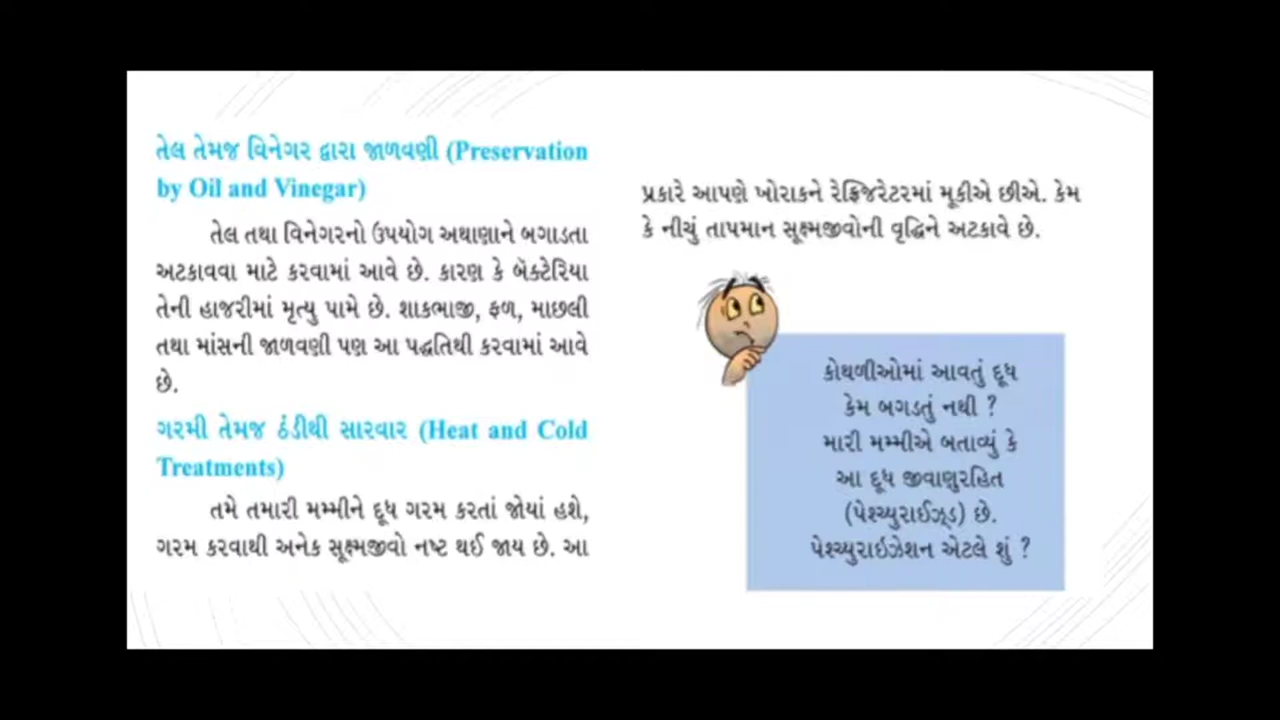 તેલ તેમજ વિનેગર દ્વારા જાળવણી (Preservation
by Oil and Vinegar)
તેલ તથા વિનેગરનો ઉપયોગ અથાણાને બગાડતા
અટકાવવા માટે કરવામાં આવે છે. કારણ કે બૅક્ટેરિયા
તેની હાજરીમાં મૃત્યુ પામે છે. શાકભાજી, ફળ, માછલી
તથા માંસની જાળવણી પણ આ પદ્ધતિથી કરવામાં આવે
છે.
ગરમી તેમજ ઠંડીથી સારવાર (Heat and Cold
Treatments)
તમે તમારી મમ્મીને દૂધ ગરમ કરતાં જોયાં હશે,
ગરમ કરવાથી અનેક સૂક્ષ્મજીવો નષ્ટ થઈ જાય છે. આ
પ્રકારે આપણે ખોરાકને રેફ્રિજરેટરમાં મૂકીએ છીએ. કેમ
કે નીચું તાપમાન સૂક્ષ્મજીવોની વૃદ્ધિને અટકાવે છે.
કોથળીઓમાં આવતું દૂધ
કેમ બગડતું નથી ?
મારી મમ્મીએ બતાવ્યું કે
આ દૂધ જીવાણુરહિત
(પેશ્ચ્યુરાઈઝ્ડ) છે.
પેશ્ચ્યુરાઇઝેશન એટલે શું ?